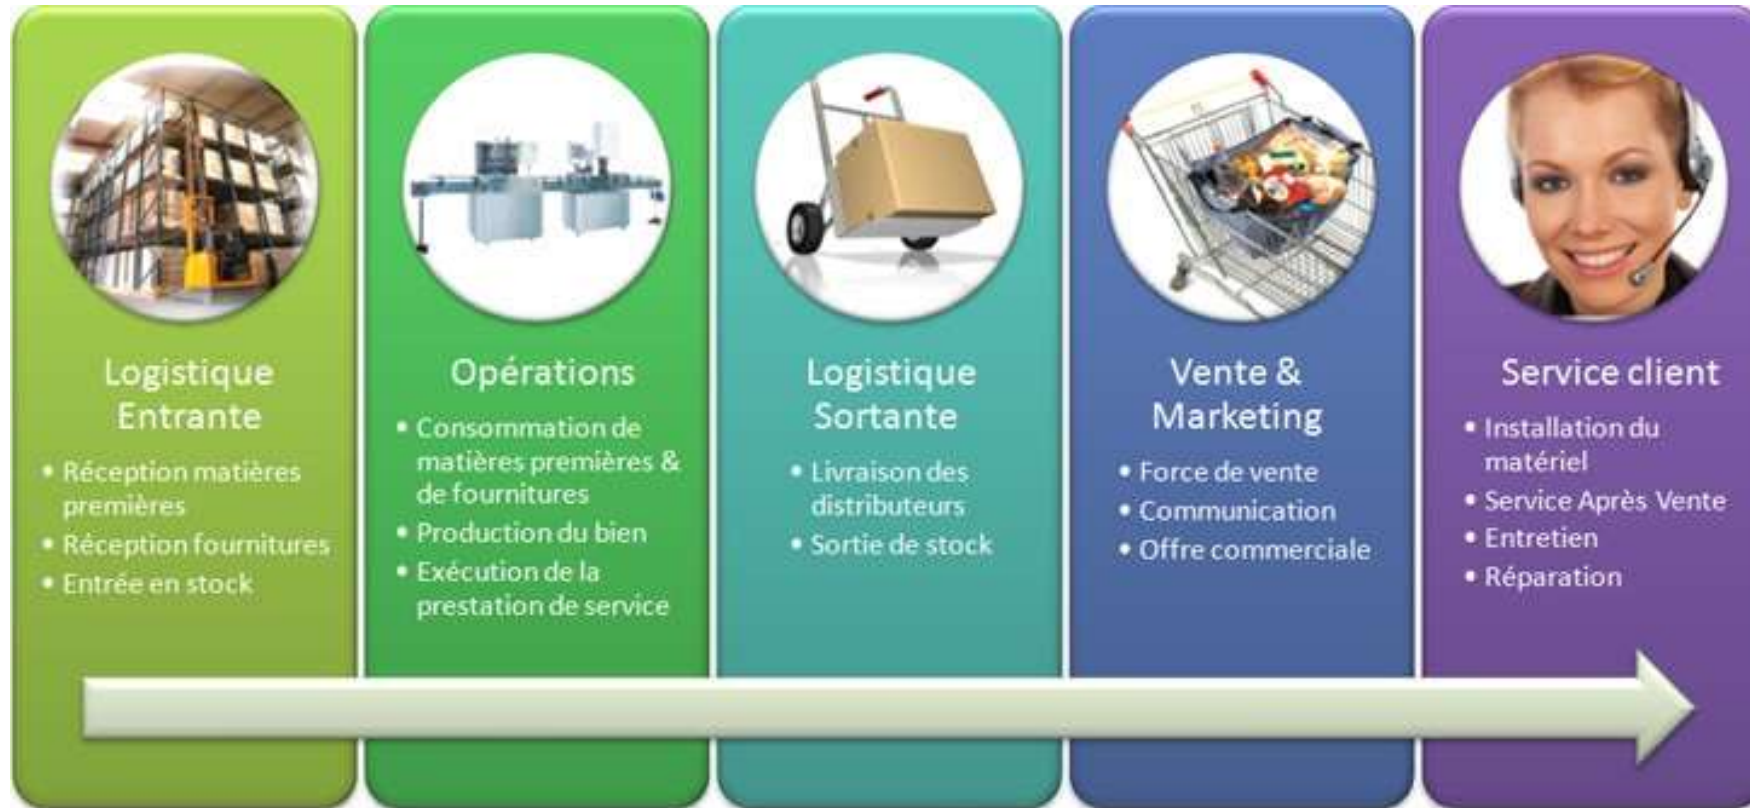 Logistique
Entrante
• Réception matières
premières
• Réception fournitures
• Entrée en stock
Opérations
• Consommation de
matières premières &
de fournitures
• Production du bien
• Exécution de la
prestation de service
Logistique
Sortante
• Livraison des
distributeurs
• Sortie de stock
Vente &
Marketing
• Force de vente
• Communication
• Offre commerciale
Service client
• Installation du
matériel
• Service Après Vente
• Entretien
• Réparation